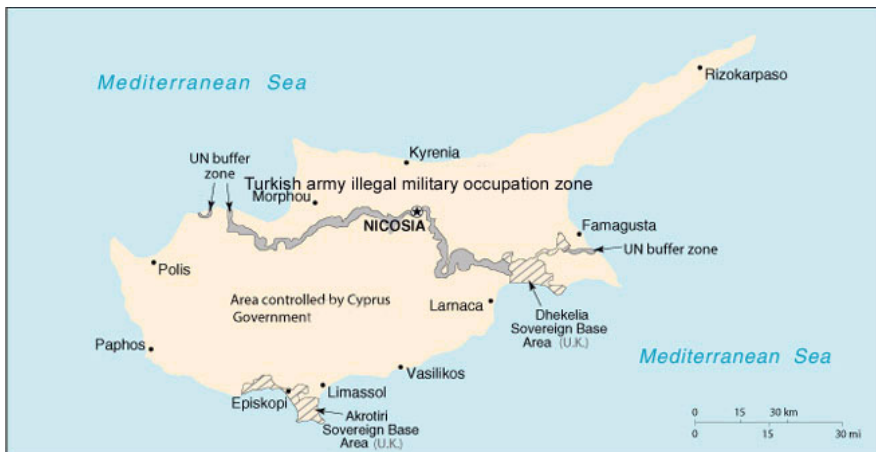 Mediterranean Sea
Rizokarpaso
Kyrenia
UN buffer
zone
Turkish army illegal military occupation zone
Morphou
NICOSIA
Famagusta
UN buffer zone
Polis
Area controlled by Cyprus
Government
Larnaca
Dhekelia
Sovereign Base
Area (U.K.)
Paphos
Mediterranean Sea
Vasilikos
Limassol
Episkopi
Akrotiri
Sovereign Base
Area (U.K.)
0 15 30 km
0 15 30 mi